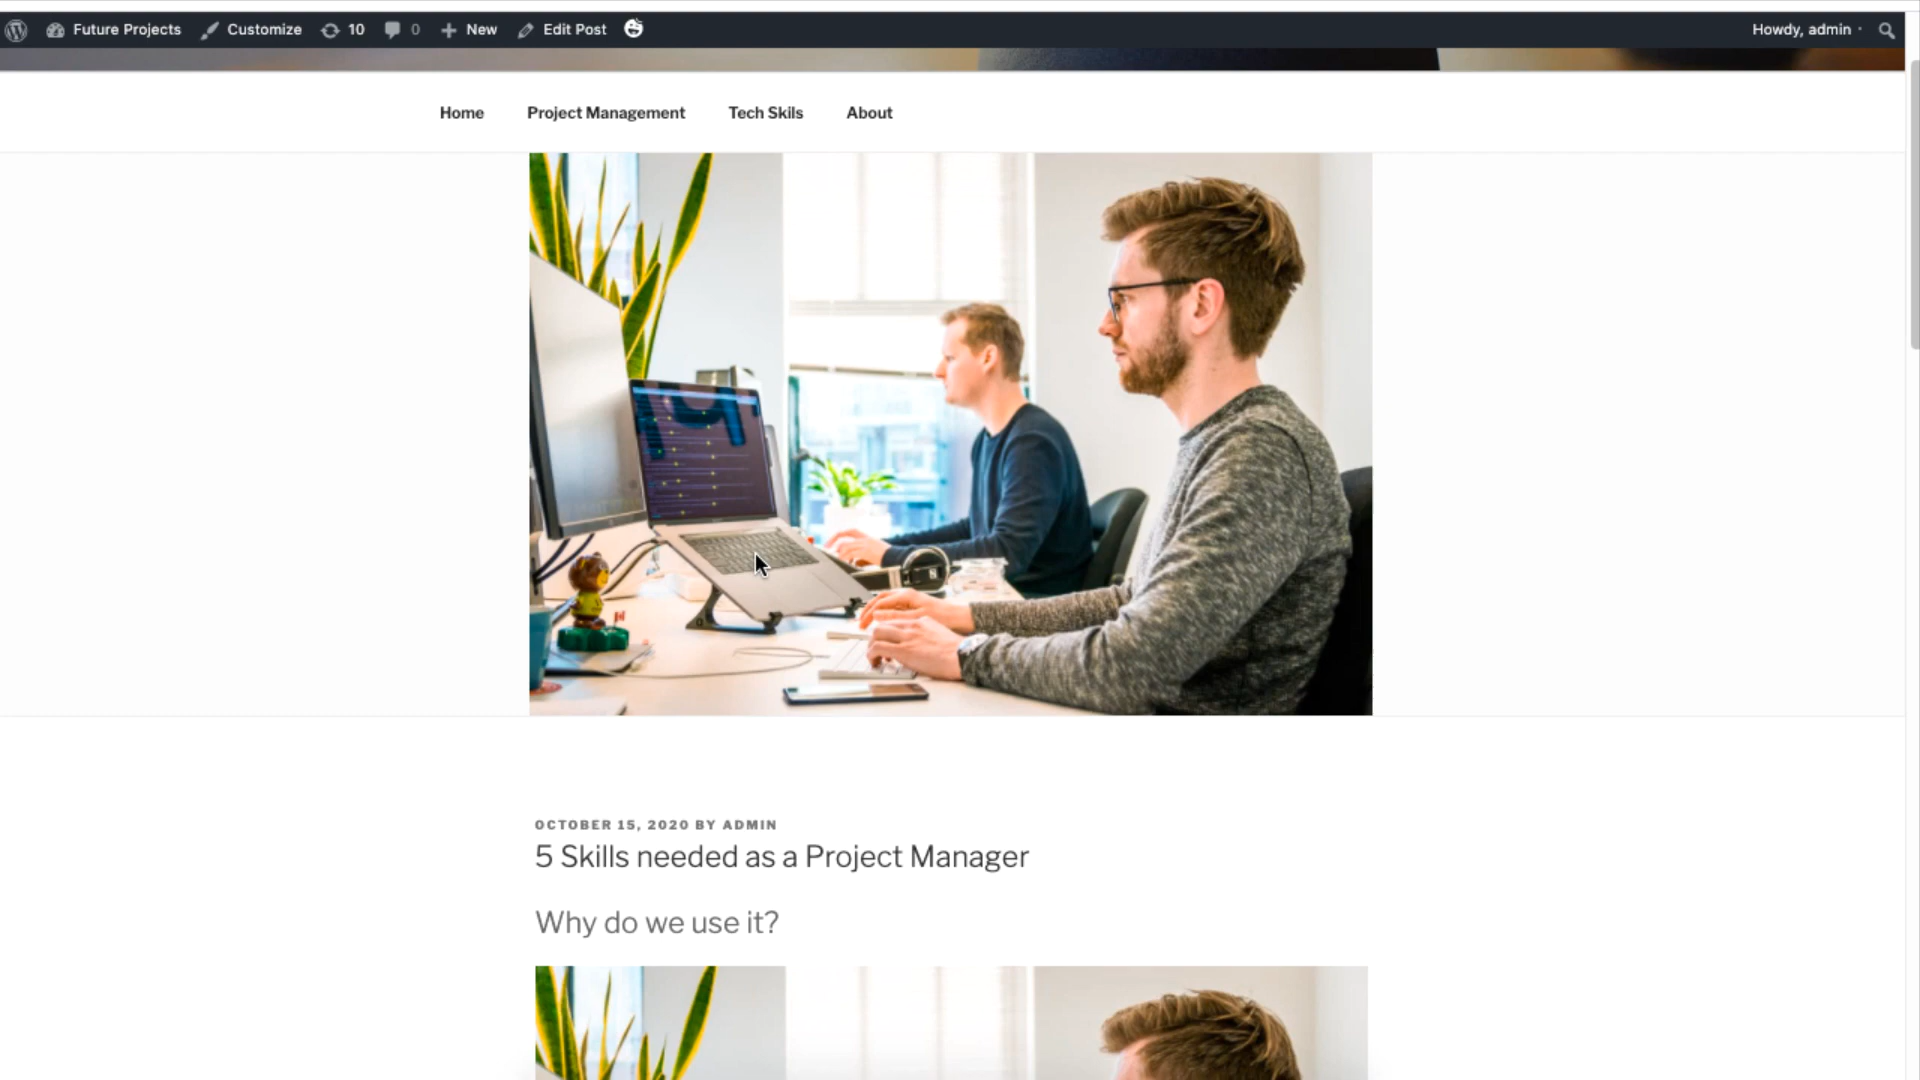 Future Projects Customize 10 0 New Edit Post Howdy, admin
Home Project Management Tech Skils About
OCTOBER 15, 2020 BY ADMIN
5 Skills needed as a Project Manager
Why do we use it?